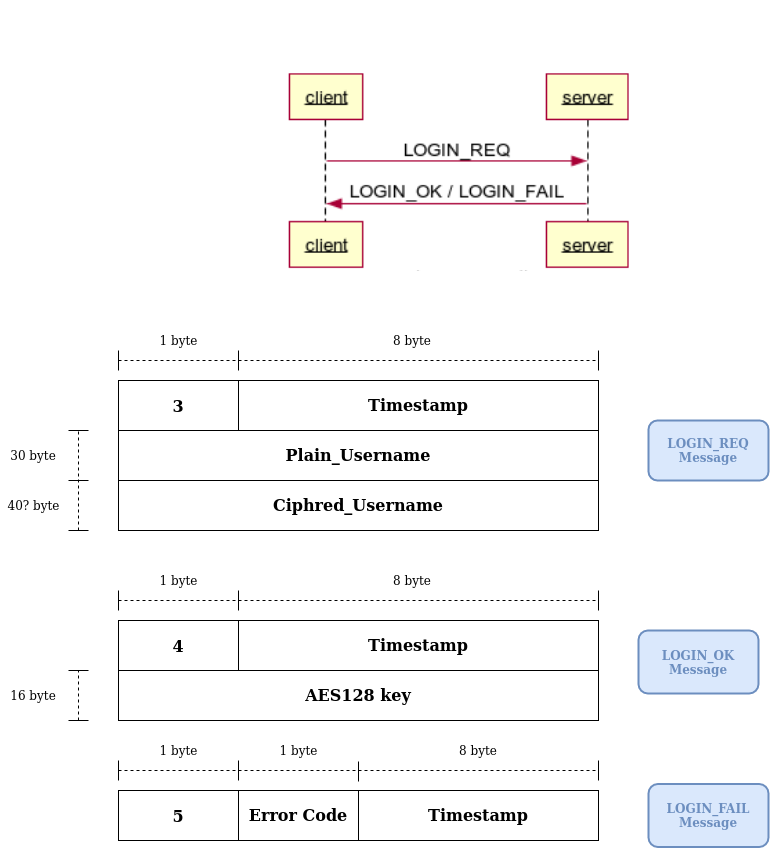 client
server
LOGIN_REQ
LOGIN_OK / LOGIN_FAIL
client
server
1 byte
8 byte
3
Timestamp
30 byte
Plain_Username
LOGIN_REQ
Message
40? byte
Ciphred_Username
1 byte
8 byte
4
Timestamp
LOGIN_OK
Message
16 byte
AES128 key
1 byte
1 byte
8 byte
5
Error Code
Timestamp
LOGIN_FAIL
Message